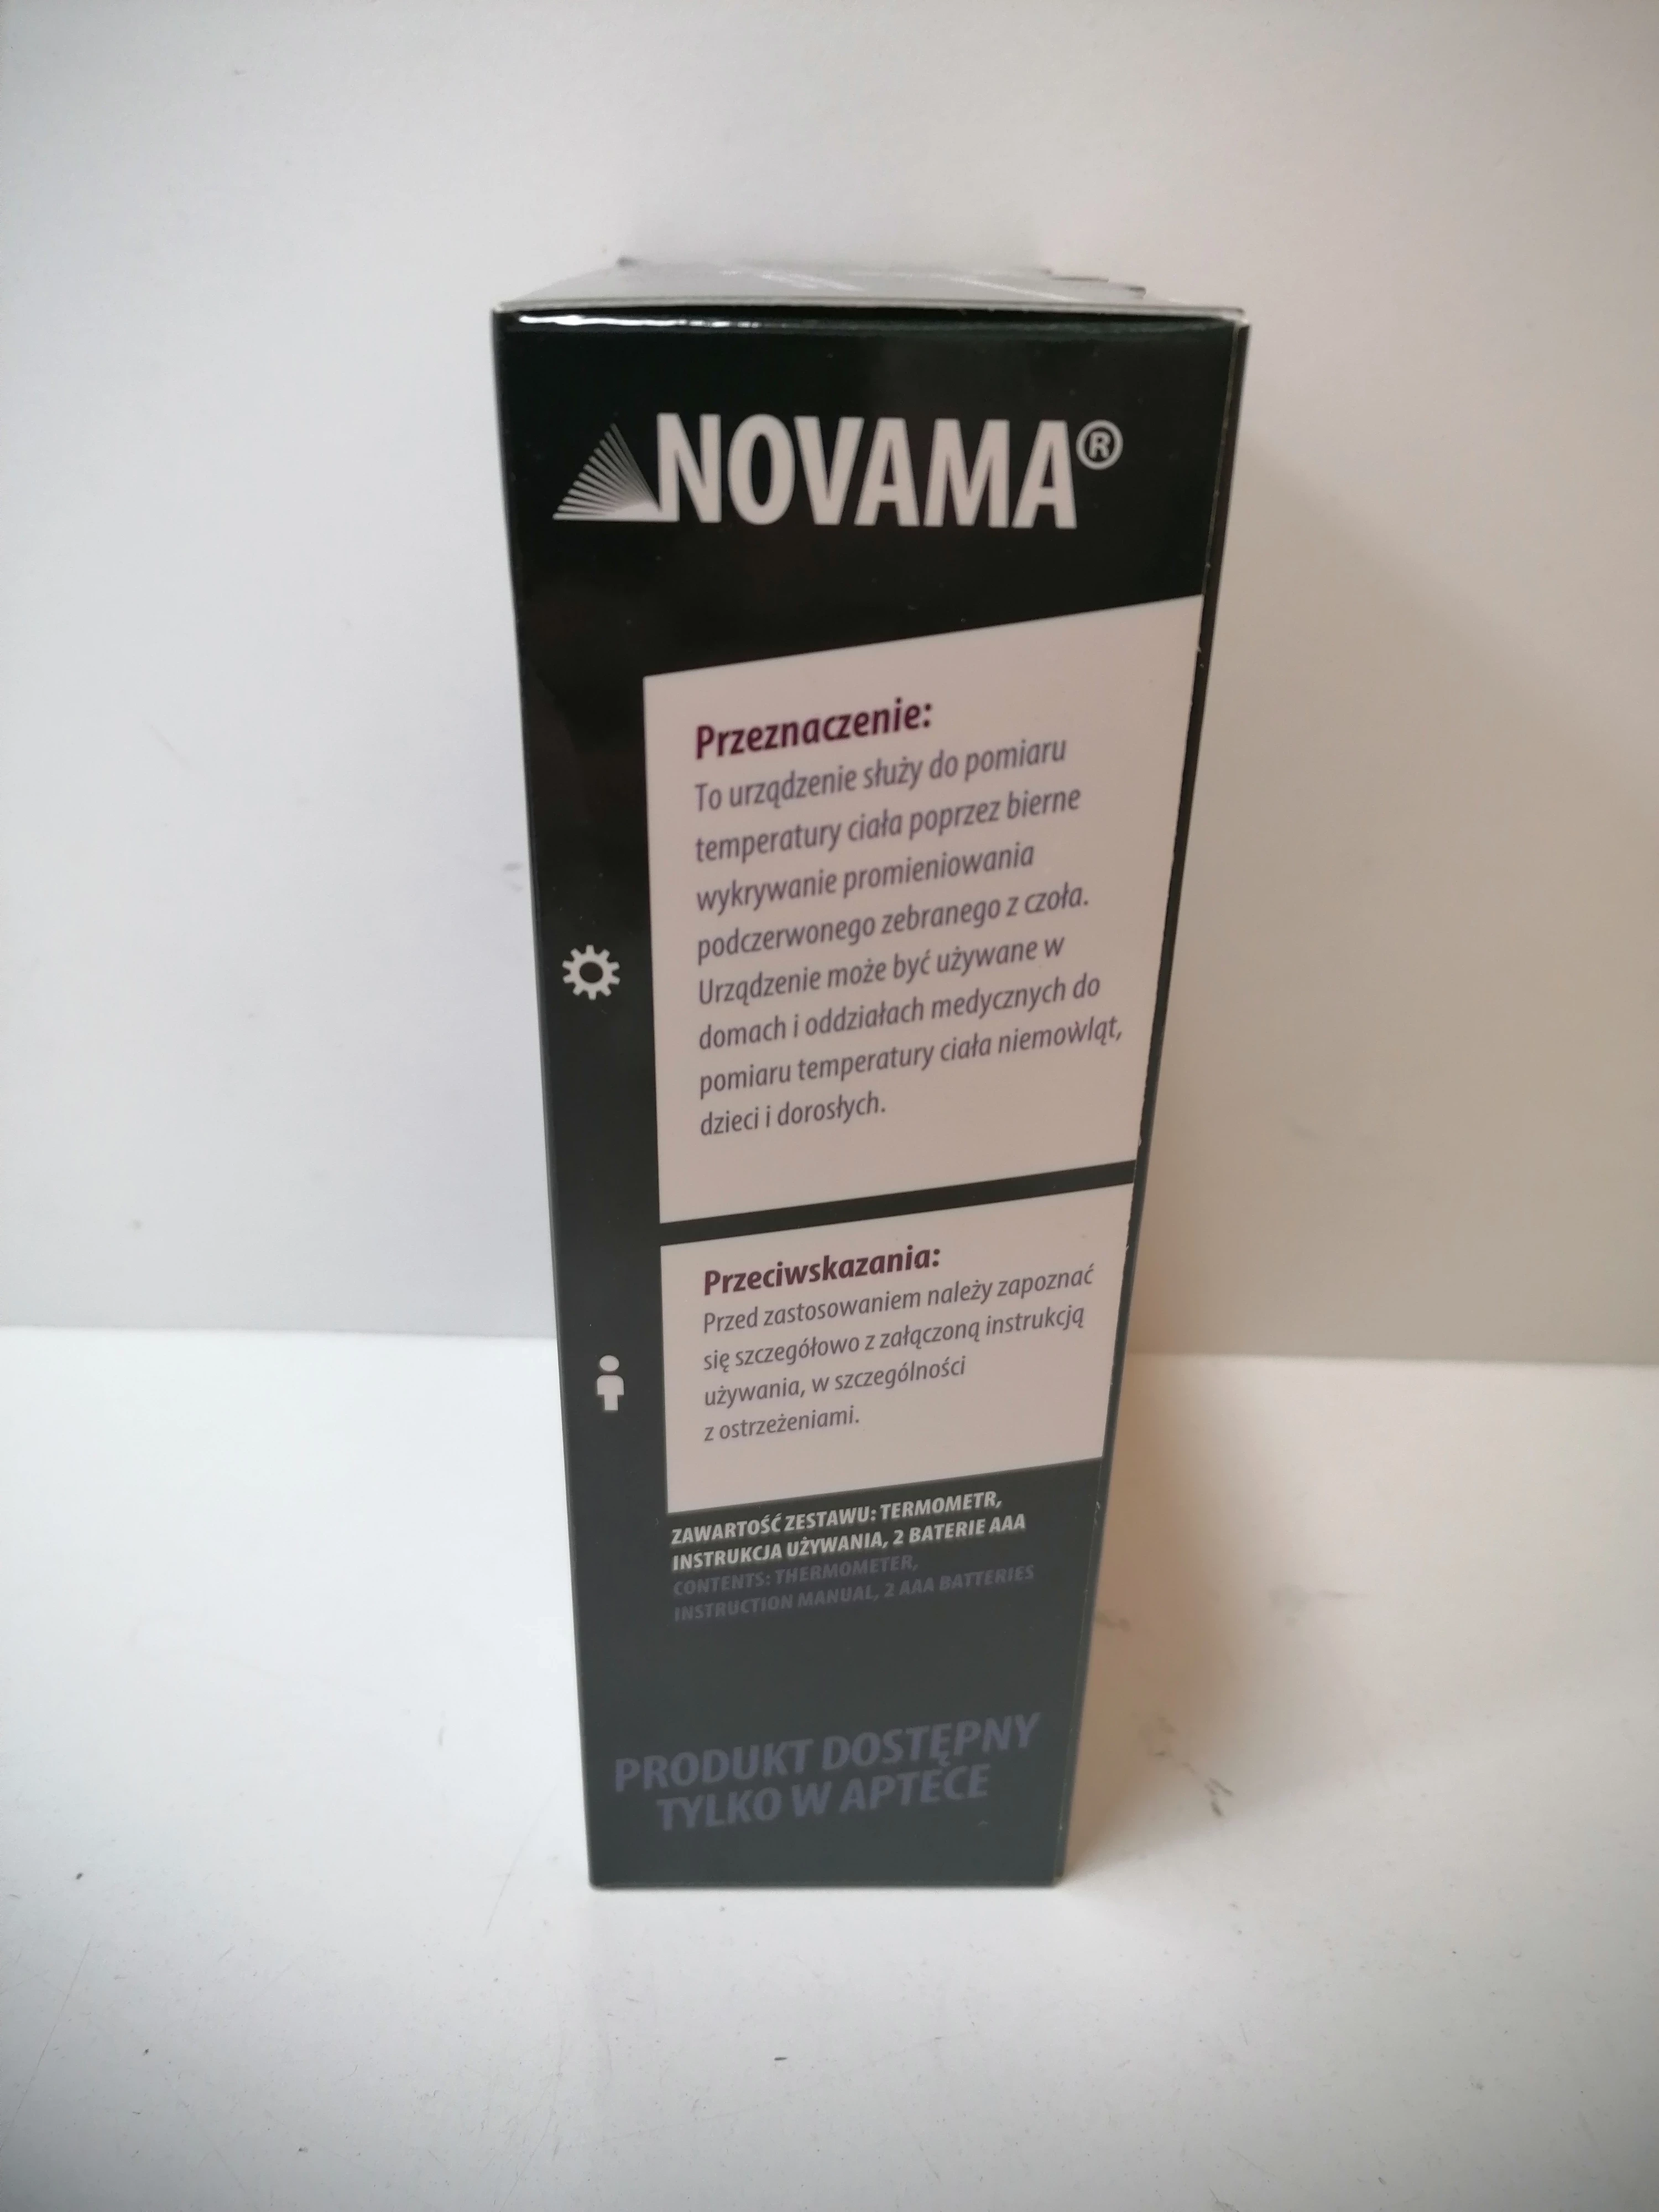 NOVAMA®
Przeznaczenie:
To urządzenie służy do pomiaru
temperatury ciała poprzez bierne
wykrywanie promieniowania
podczerwonego zebranego z czoła.
Urządzenie może być używane w
domach i oddziałach medycznych do
pomiaru temperatury ciała niemowląt,
dzieci i dorosłych.
Przeciwskazania:
Przed zastosowaniem należy zapoznać
się szczegółowo z załączoną instrukcją
używania, w szczególności
z ostrzeżeniami.
ZAWARTOŚĆ ZESTAWU: TERMOMETR,
INSTRUKCJA UŻYWANIA, 2 BATERIE AAA
CONTENTS: THERMOMETER,
INSTRUCTION MANUAL, 2 AAA BATTERIES
PRODUKT DOSTĘPNY
TYLKO W APTECE